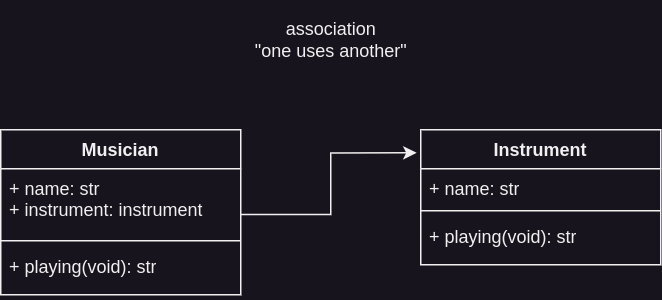 association
"one uses another"
Musician
+ name: str
+ instrument: instrument
+ playing(void): str
Instrument
+ name: str
+ playing(void): str